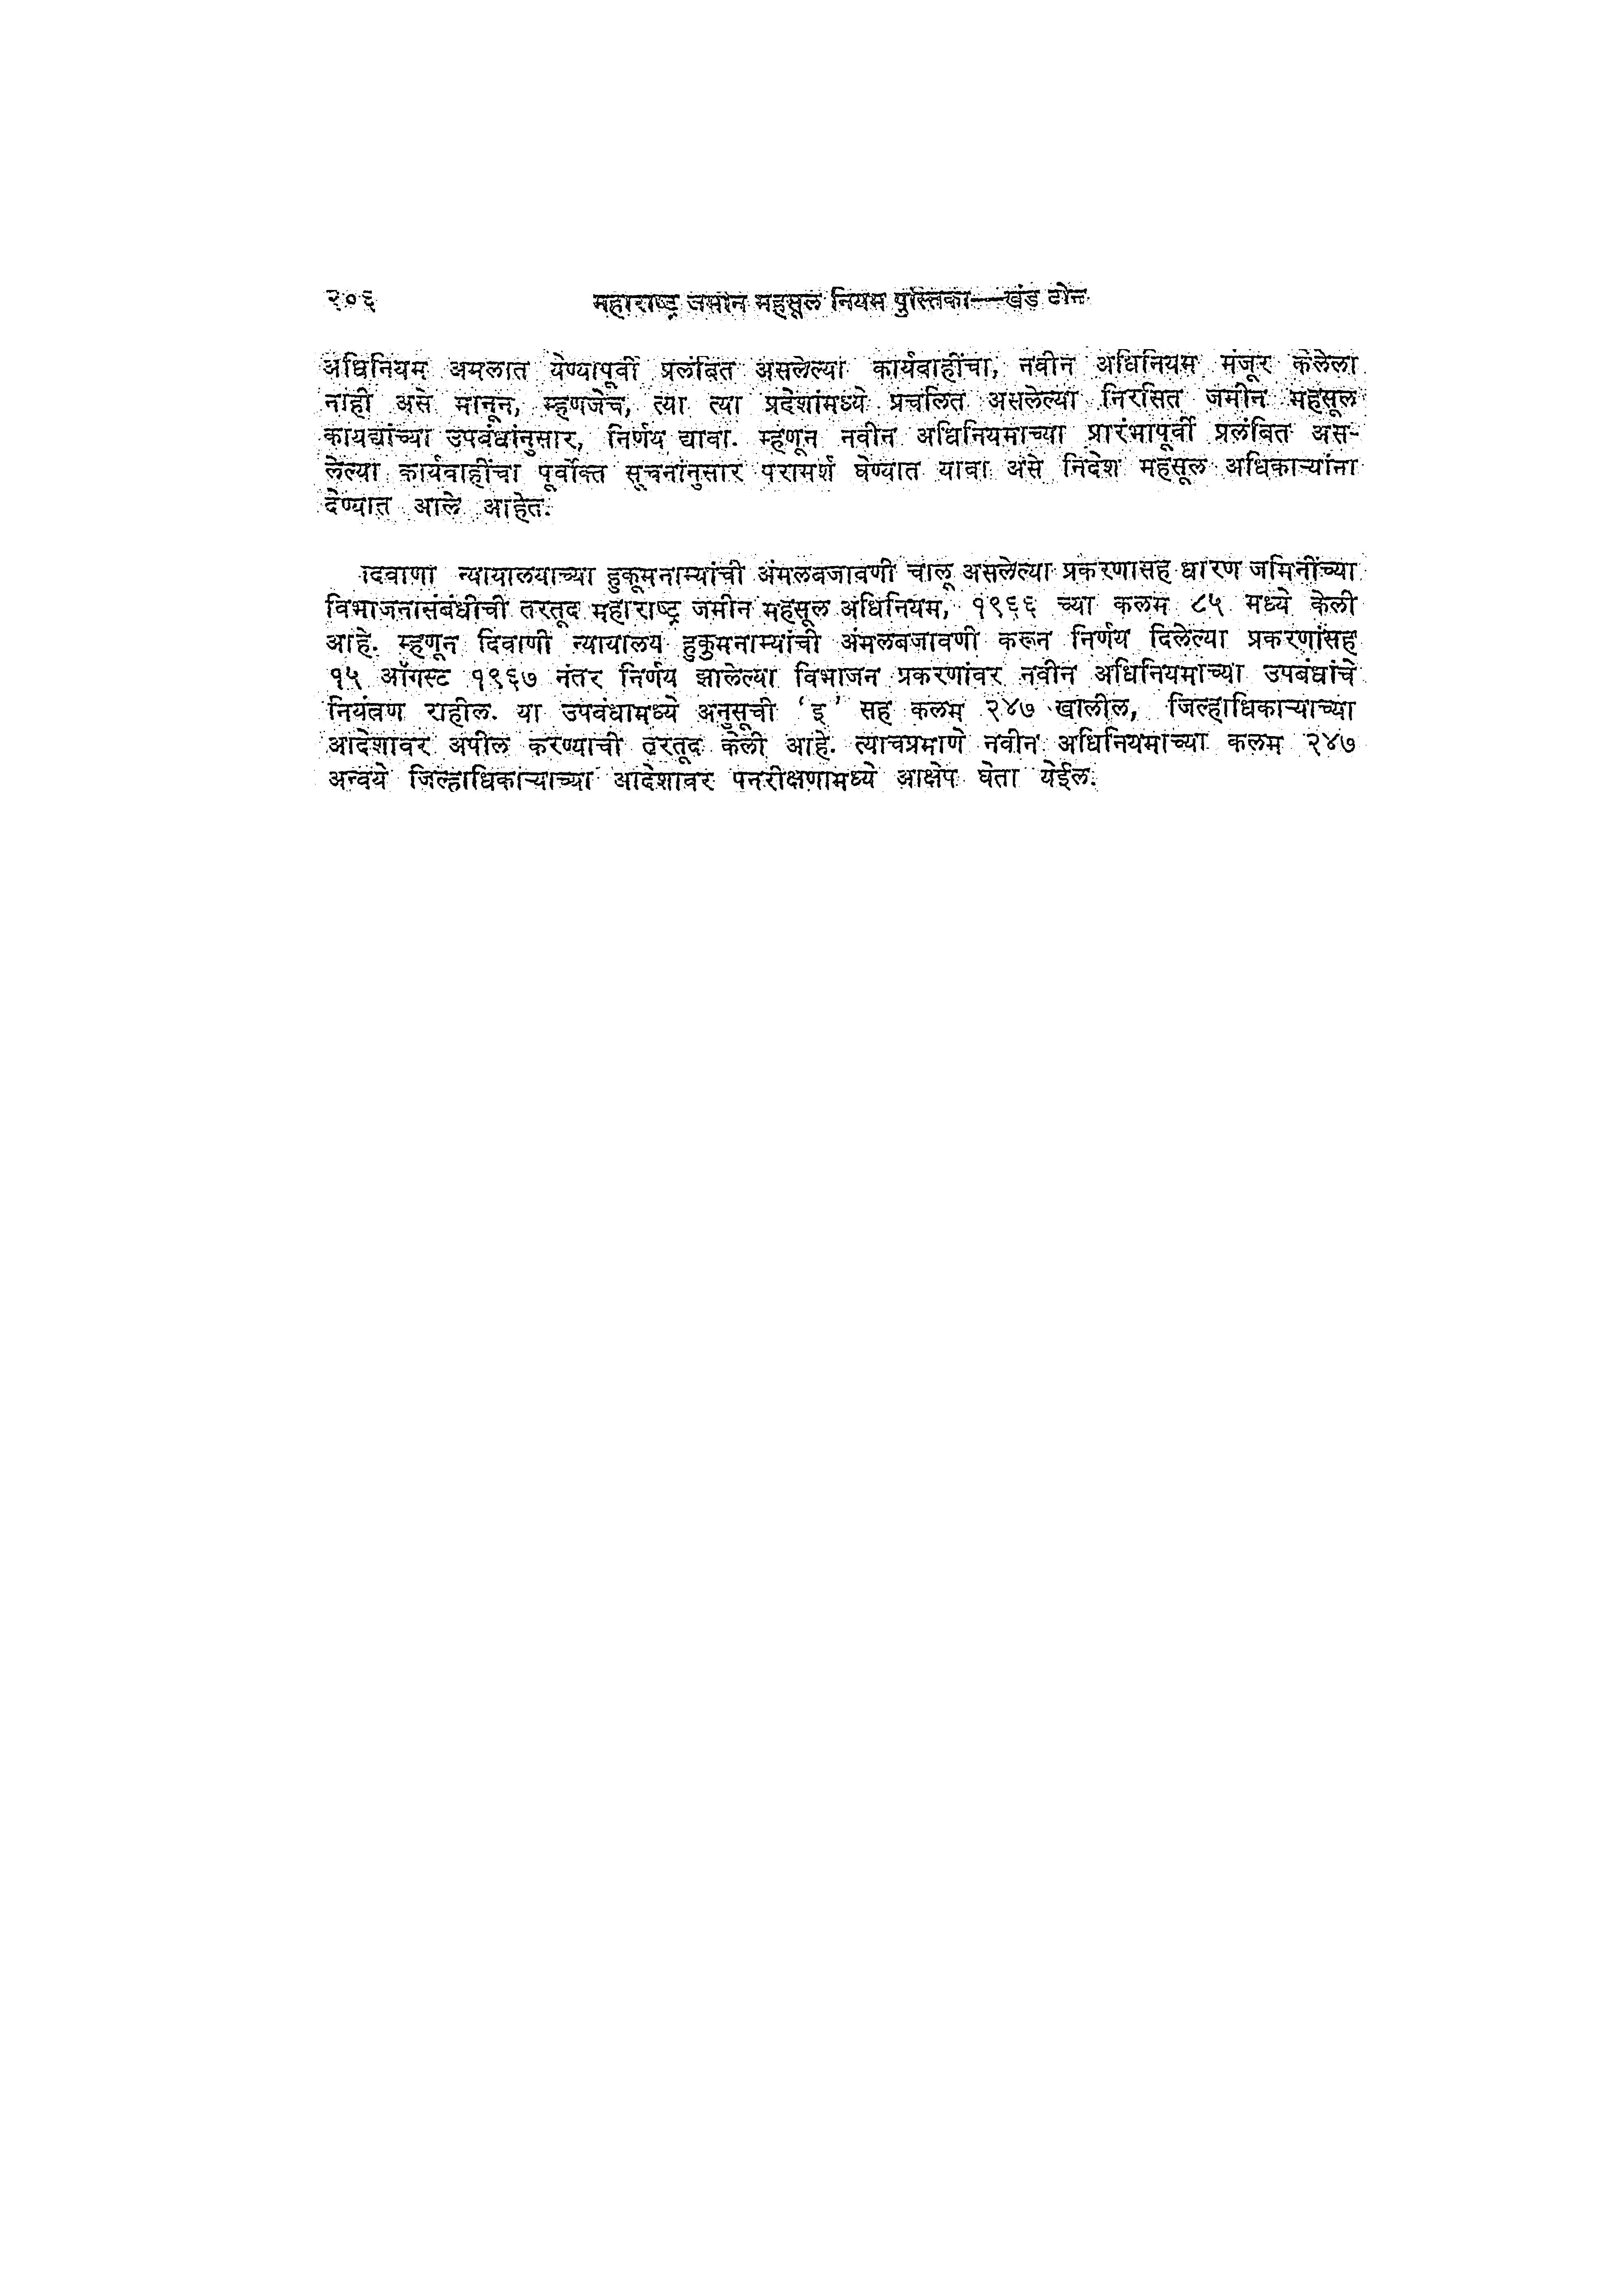 २०६ महाराष्ट्र जमीन महसूल नियम पुस्तिका—खंड दोन
अधिनियम अमलात येण्यापूर्वी प्रलंबित असलेल्या कार्यवाहींचा, नवीन अधिनियम मंजूर केलेला
नाही असे मानून, म्हणजेच, त्या त्या प्रदेशांमध्ये प्रचलित असलेल्या निरसित जमीन महसूल
कायद्यांच्या उपबंधांनुसार, निर्णय द्यावा. म्हणून नवीन अधिनियमाच्या प्रारंभापूर्वी प्रलंबित अस-
लेल्या कार्यवाहींचा पूर्वोक्त सूचनांनुसार परामर्श घेण्यात यावा असे निदेश महसूल अधिकाऱ्यांना
देण्यात आले आहेत.
दिवाणी न्यायालयाच्या हुकूमनाम्यांची अंमलबजावणी चालू असलेल्या प्रकरणासह धारण जमिनींच्या
विभाजनासंबंधीची तरतूद महाराष्ट्र जमीन महसूल अधिनियम, १९६६ च्या कलम ८५ मध्ये केली
आहे. म्हणून दिवाणी न्यायालय हुकुमनाम्यांची अंमलबजावणी करून निर्णय दिलेल्या प्रकरणांसह
१५ ऑगस्ट १९६७ नंतर निर्णय झालेल्या विभाजन प्रकरणांवर नवीन अधिनियमाच्या उपबंधांचे
नियंत्रण राहील. या उपबंधामध्ये अनुसूची ‘इ’ सह कलम २४७ खालील, जिल्हाधिकाऱ्याच्या
आदेशावर अपील करण्याची तरतूद केली आहे. त्याचप्रमाणे नवीन अधिनियमाच्या कलम २४७
अन्वये जिल्हाधिकाऱ्याच्या आदेशावर पनरीक्षणामध्ये आक्षेप घेता येईल.